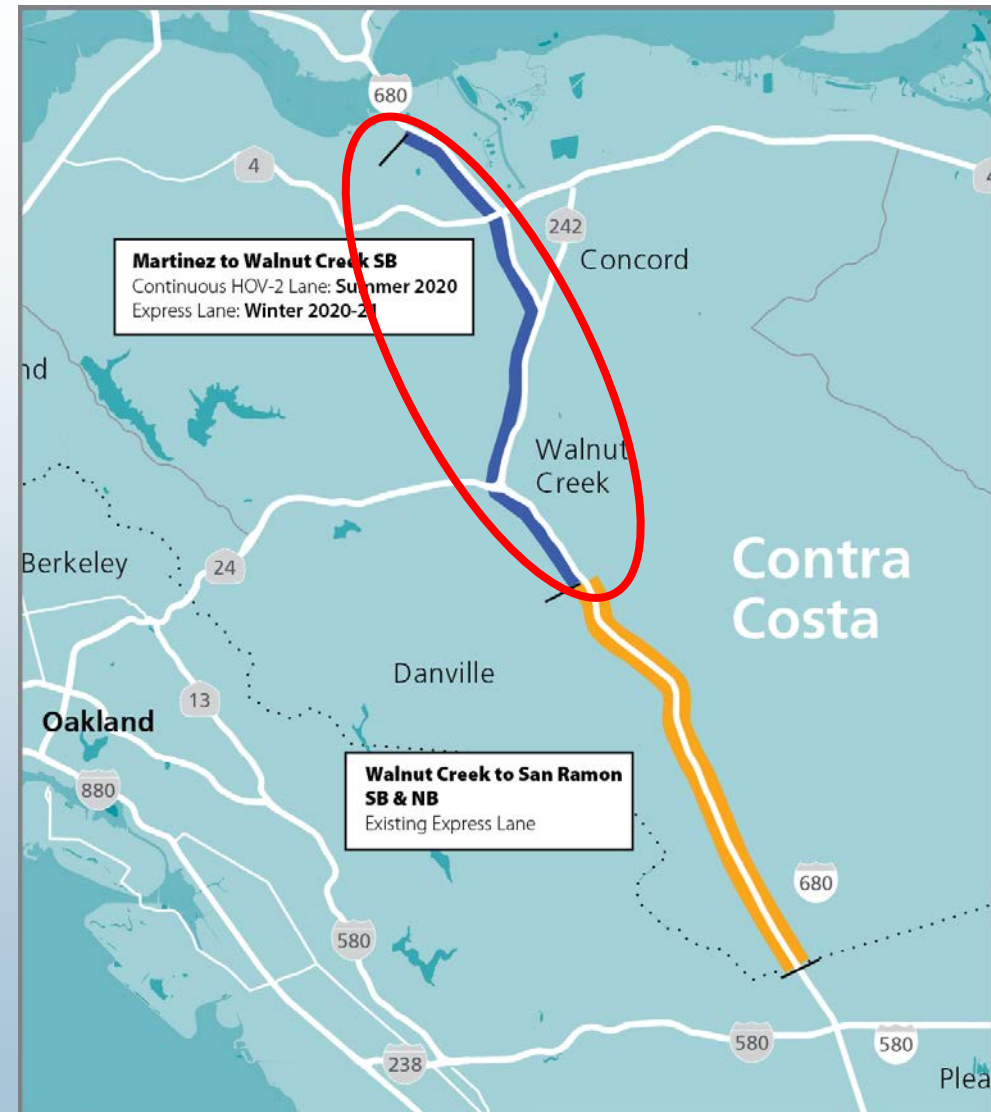 680
4
4
242
Martinez to Walnut Creek SB
Continuous HOV-2 Lane: Summer 2020
Express Lane: Winter 2020-21
Concord
nd
Walnut
Creek
Berkeley
24
Contra
Costa
Danville
13
Oakland
Walnut Creek to San Ramon
SB & NB
Existing Express Lane
880
680
580
580
580
238
Plea